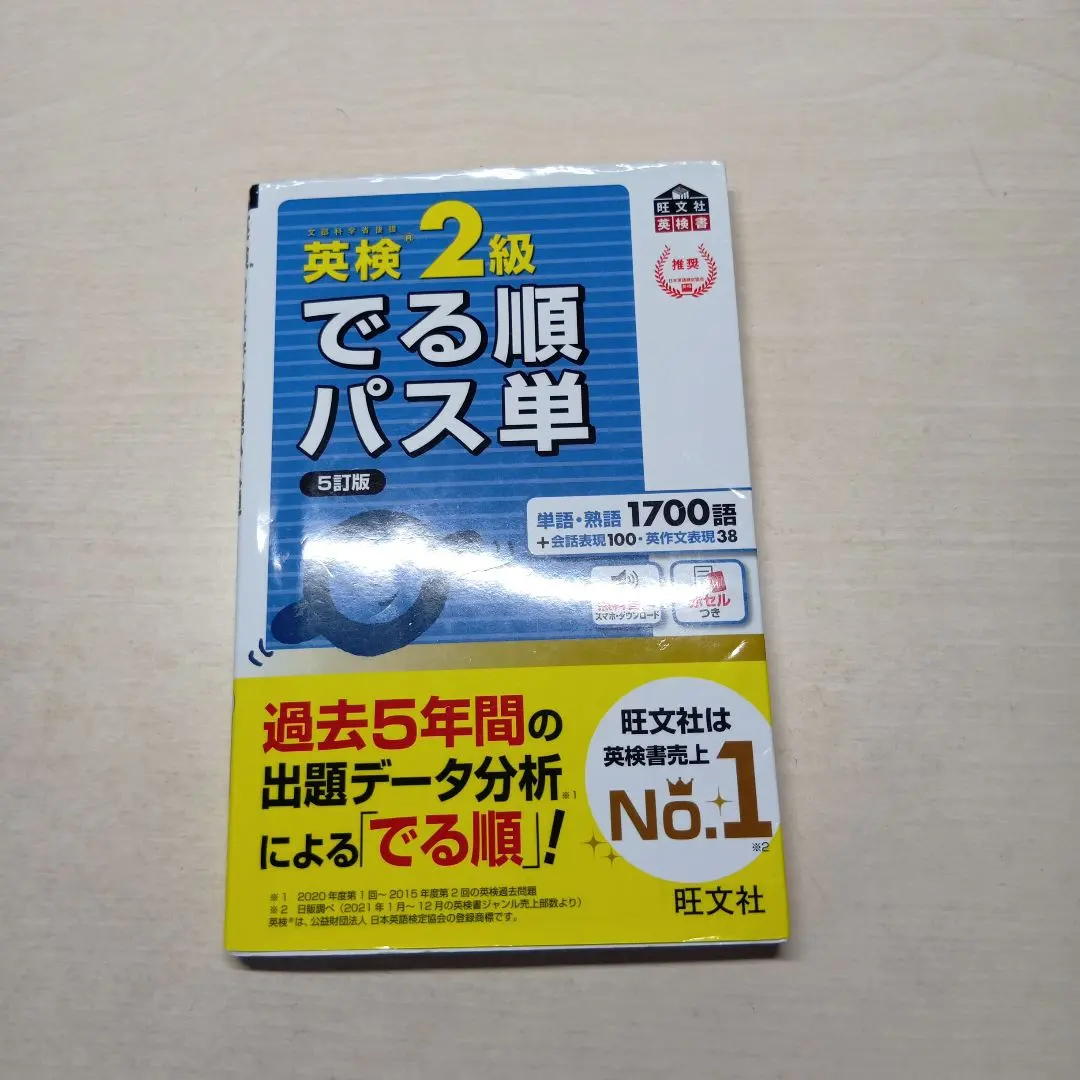 旺文社
英検書
文部科学省後援
英検® 2級
推奨
日本英語検定協会
でる順
パス単
5訂版
単語・熟語 1700語
+会話表現100・英作文表現38
スマホ・ダウンロード
赤セル
つき
過去5年間の
出題データ分析※1
による「でる順」!
旺文社は
英検書売上
No.1
※2
※1 2020年度第1回~2015年度第2回の英検過去問題
※2 日販調べ(2021年1月~12月の英検書ジャンル売上部数より)
英検®は、公益財団法人 日本英語検定協会の登録商標です。
旺文社